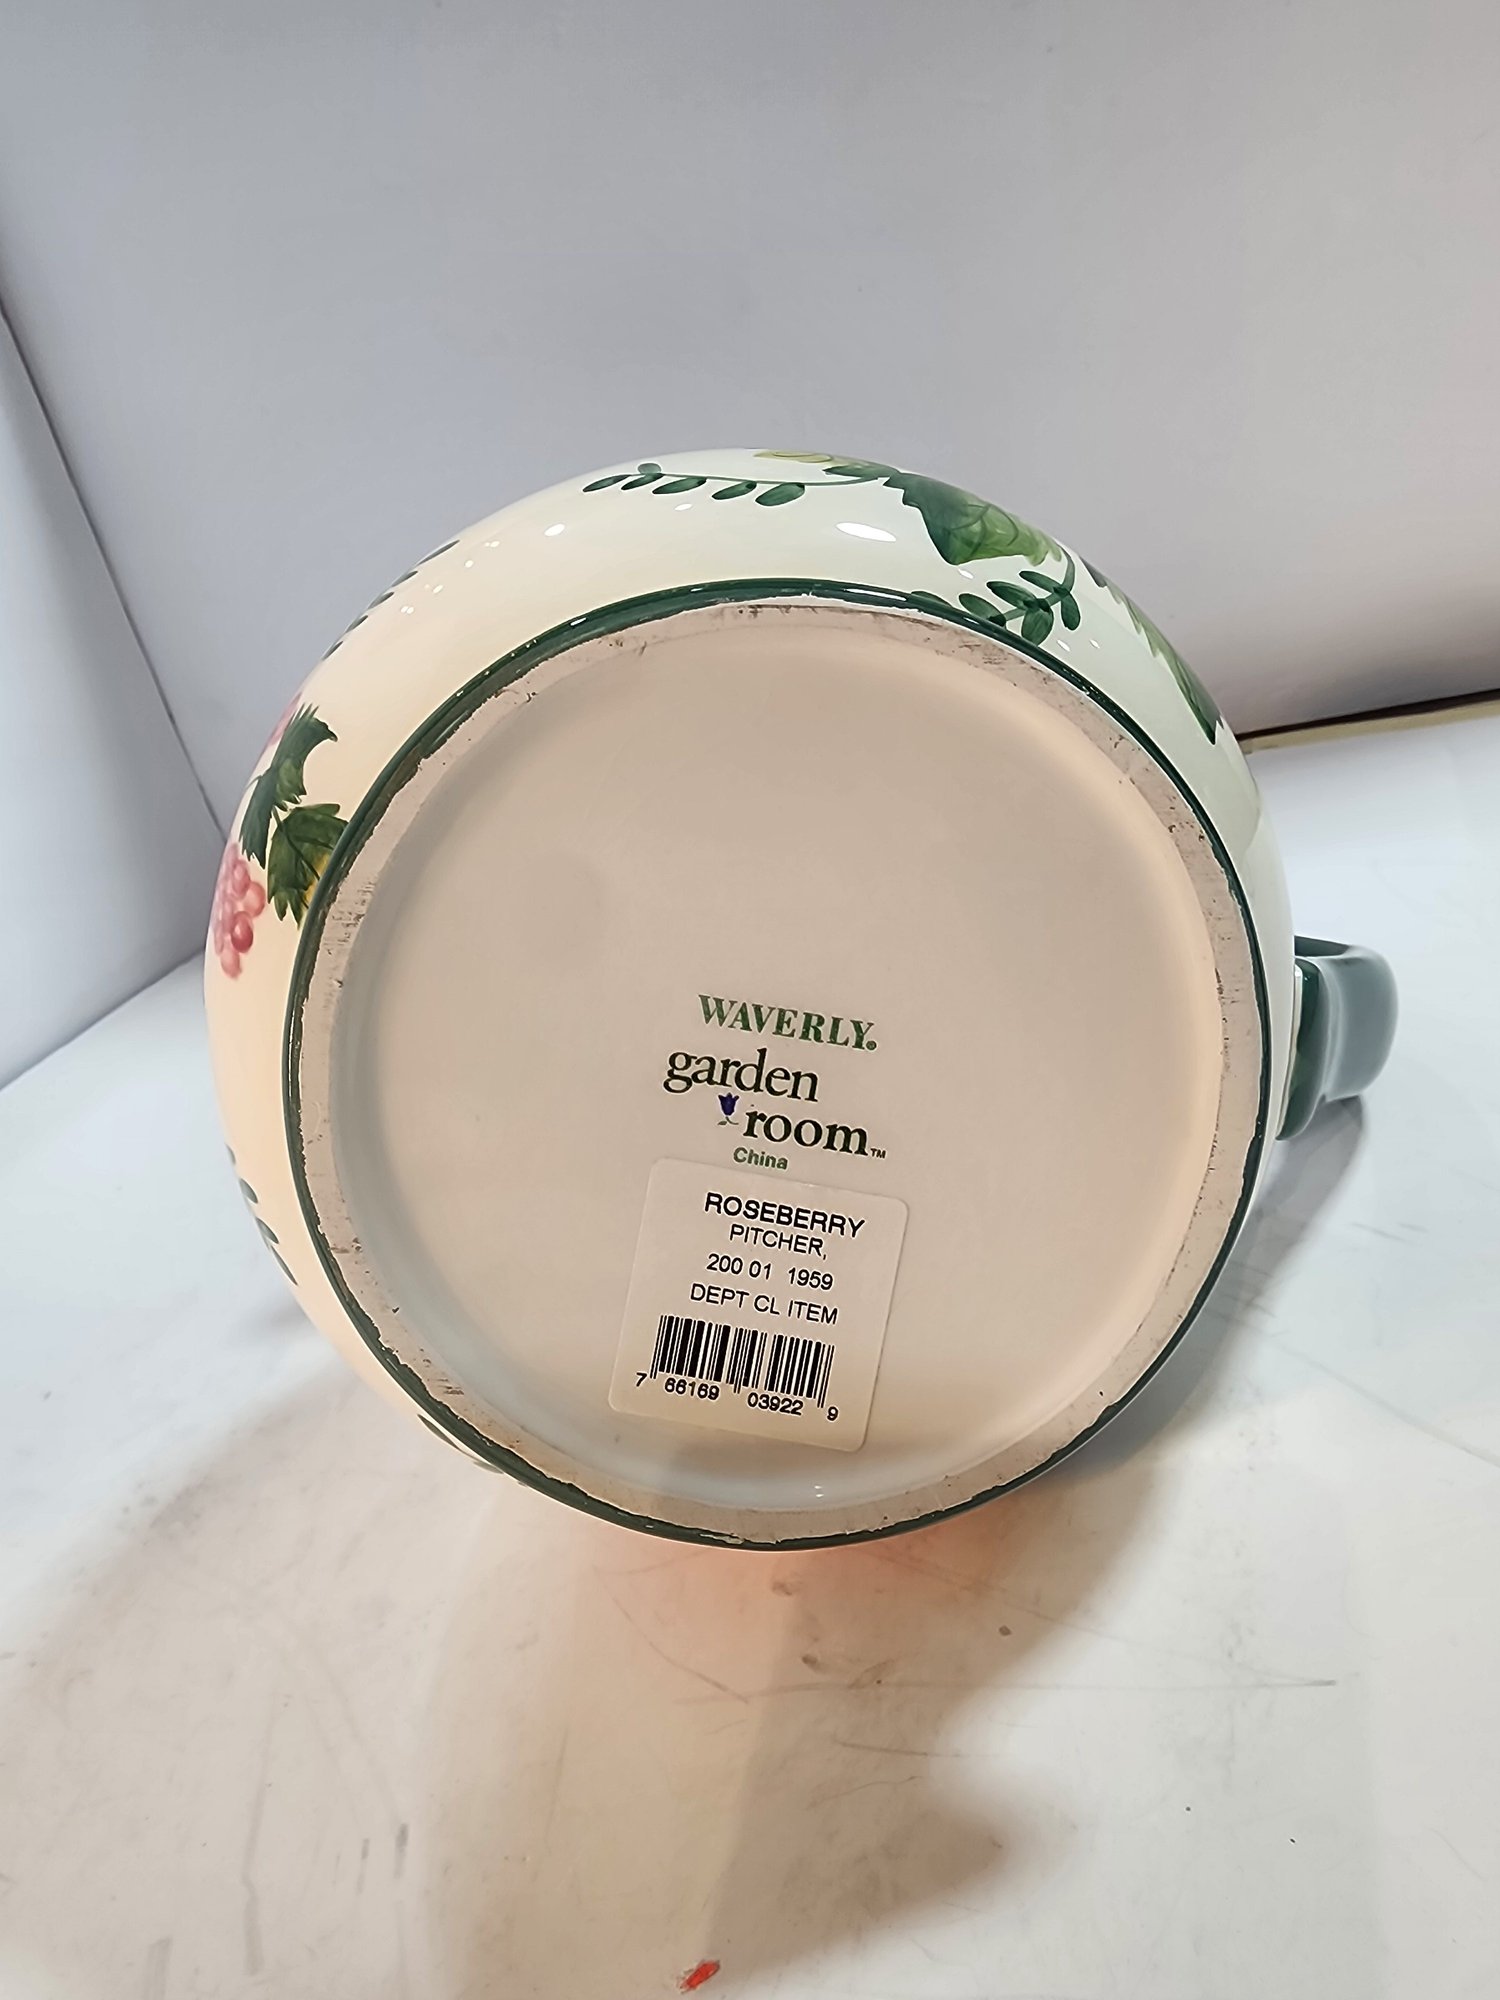 WAVERLY®
garden
room™
China
ROSEBERRY
PITCHER,
200 01 1959
DEPT CL ITEM
7 66169 03922 9